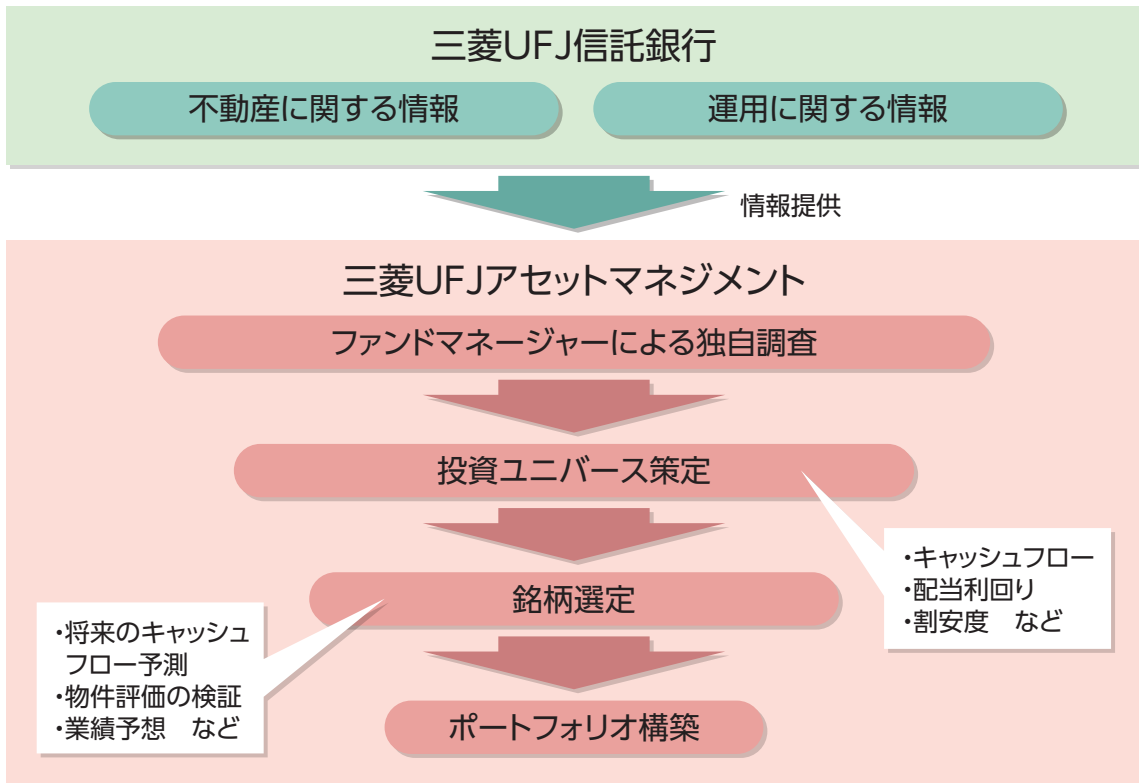 三菱UFJ信託銀行
不動産に関する情報
運用に関する情報
情報提供
三菱UFJアセットマネジメント
ファンドマネージャーによる独自調査
投資ユニバース策定
・キャッシュフロー
・配当利回り
・割安度　など
銘柄選定
・将来のキャッシュ
フロー予測
・物件評価の検証
・業績予想　など
ポートフォリオ構築